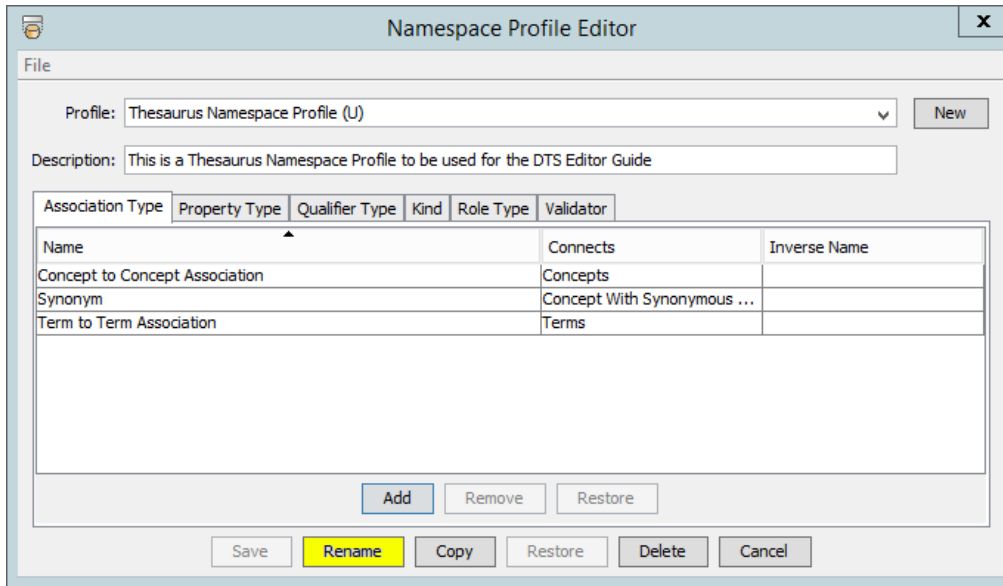 Namespace Profile Editor
x
File
Profile: Thesaurus Namespace Profile (U) New
Description: This is a Thesaurus Namespace Profile to be used for the DTS Editor Guide
Association Type Property Type Qualifier Type Kind Role Type Validator
Name Connects Inverse Name
Concept to Concept Association Concepts
Synonym Concept With Synonymous ...
Term to Term Association Terms
Add Remove Restore
Save Rename Copy Restore Delete Cancel